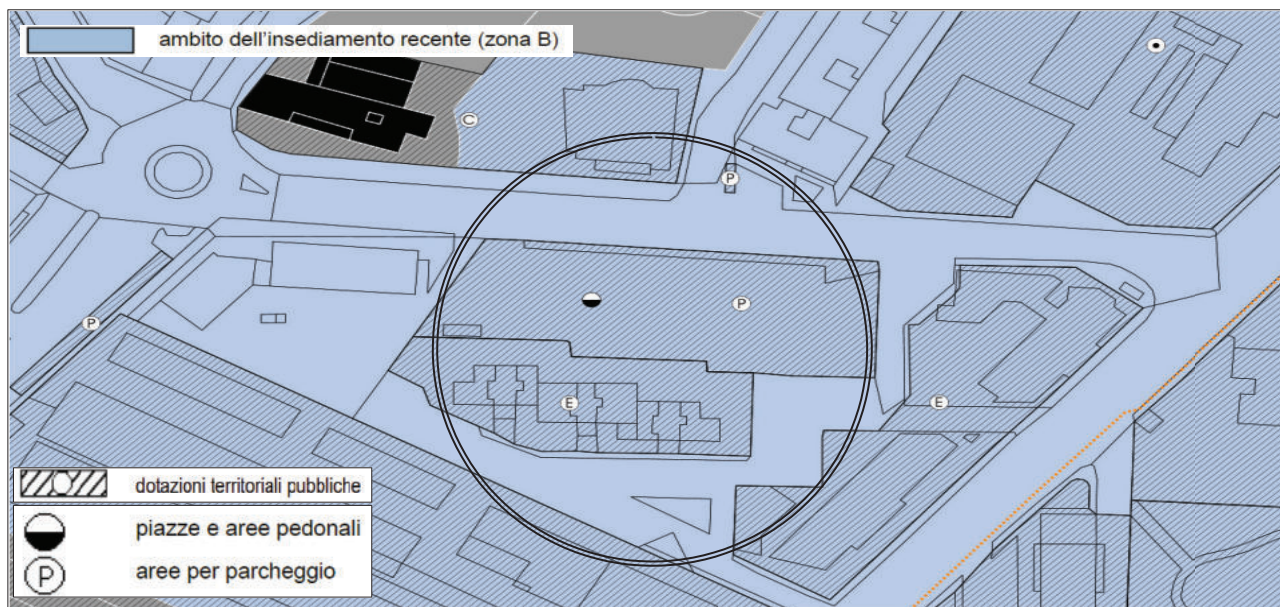 ambito dell'insediamento recente (zona B)
C
P
P
P
E
E
dotazioni territoriali pubbliche
piazze e aree pedonali
P aree per parcheggio